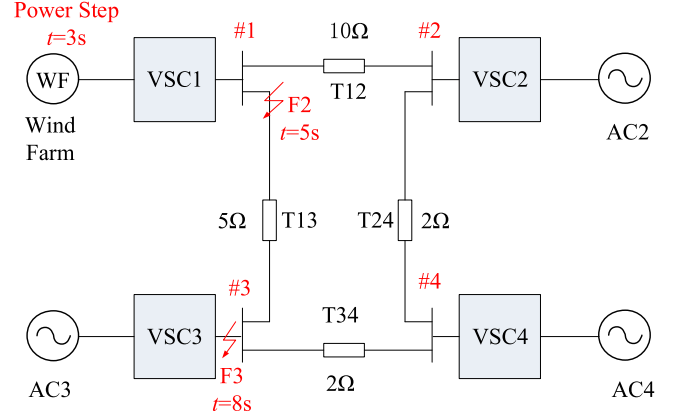 Power Step
t=3s
#1
10Ω
#2
WF
VSC1
T12
VSC2
F2
t=5s
Wind
Farm
AC2
5Ω
T13
T24
2Ω
#3
#4
T34
VSC3
VSC4
F3
2Ω
AC3
AC4
t=8s